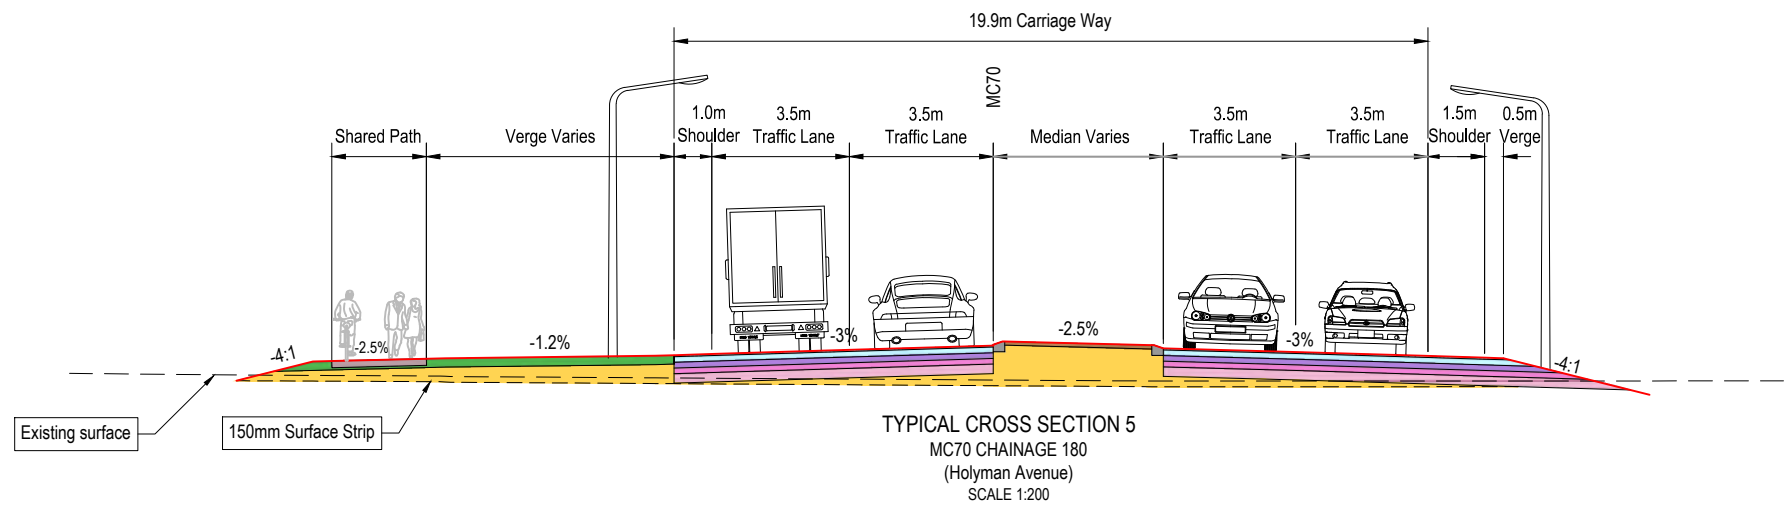 19.9m Carriage Way
MC70
Shared Path
Verge Varies
1.0m
Shoulder
3.5m
Traffic Lane
3.5m
Traffic Lane
Median Varies
3.5m
Traffic Lane
3.5m
Traffic Lane
1.5m
Shoulder
0.5m
Verge
-4:1
-2.5%
-1.2%
-3%
-2.5%
-3%
-4:1
Existing surface
150mm Surface Strip
TYPICAL CROSS SECTION 5
MC70 CHAINAGE 180
(Holyman Avenue)
SCALE 1:200